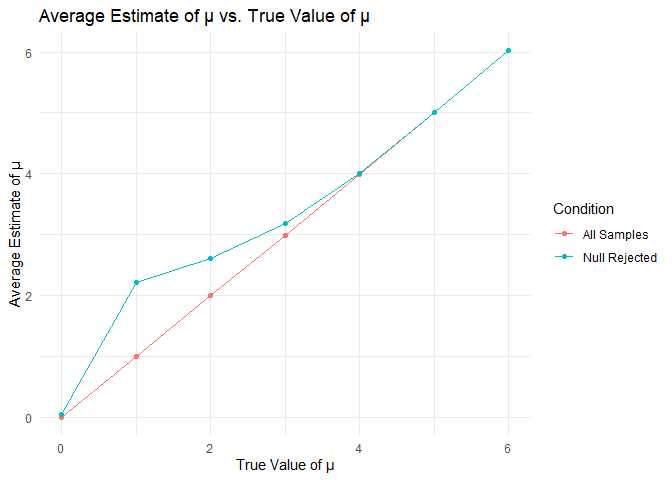 Average Estimate of μ vs. True Value of μ
Average Estimate of μ
6
4
2
0
0
2
4
6
True Value of μ
Condition
All Samples
Null Rejected